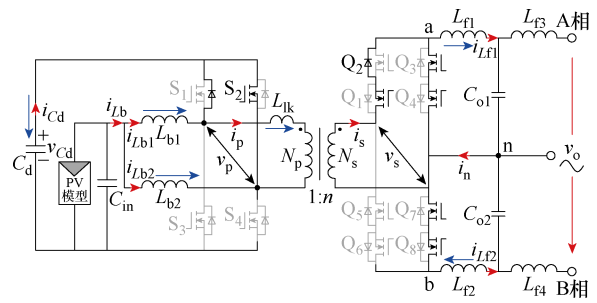 a
L_f1
L_f3
A相
i_Lf1
Q_2
Q_3
Q_1
Q_4
C_o1
S_1
S_2
L_lk
i_Cd
i_Lb
i_Lb1
L_b1
i_p
i_s
+
−
v_Cd
C_d
PV
模型
C_in
i_Lb2
L_b2
v_p
N_p
N_s
1:n
v_s
i_n
n
v_o
S_3
S_4
Q_5
Q_7
Q_6
Q_8
C_o2
i_Lf2
b
L_f2
L_f4
B相